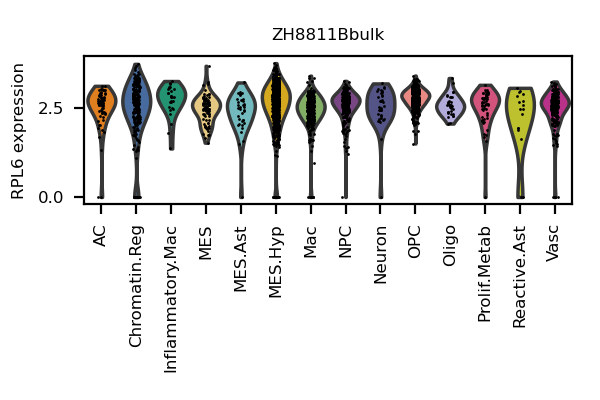 ZH8811Bbulk
RPL6 expression
2.5
0.0
AC
Chromatin.Reg
Inflammatory.Mac
MES
MES.Ast
MES.Hyp
Mac
NPC
Neuron
OPC
Oligo
Prolif.Metab
Reactive.Ast
Vasc